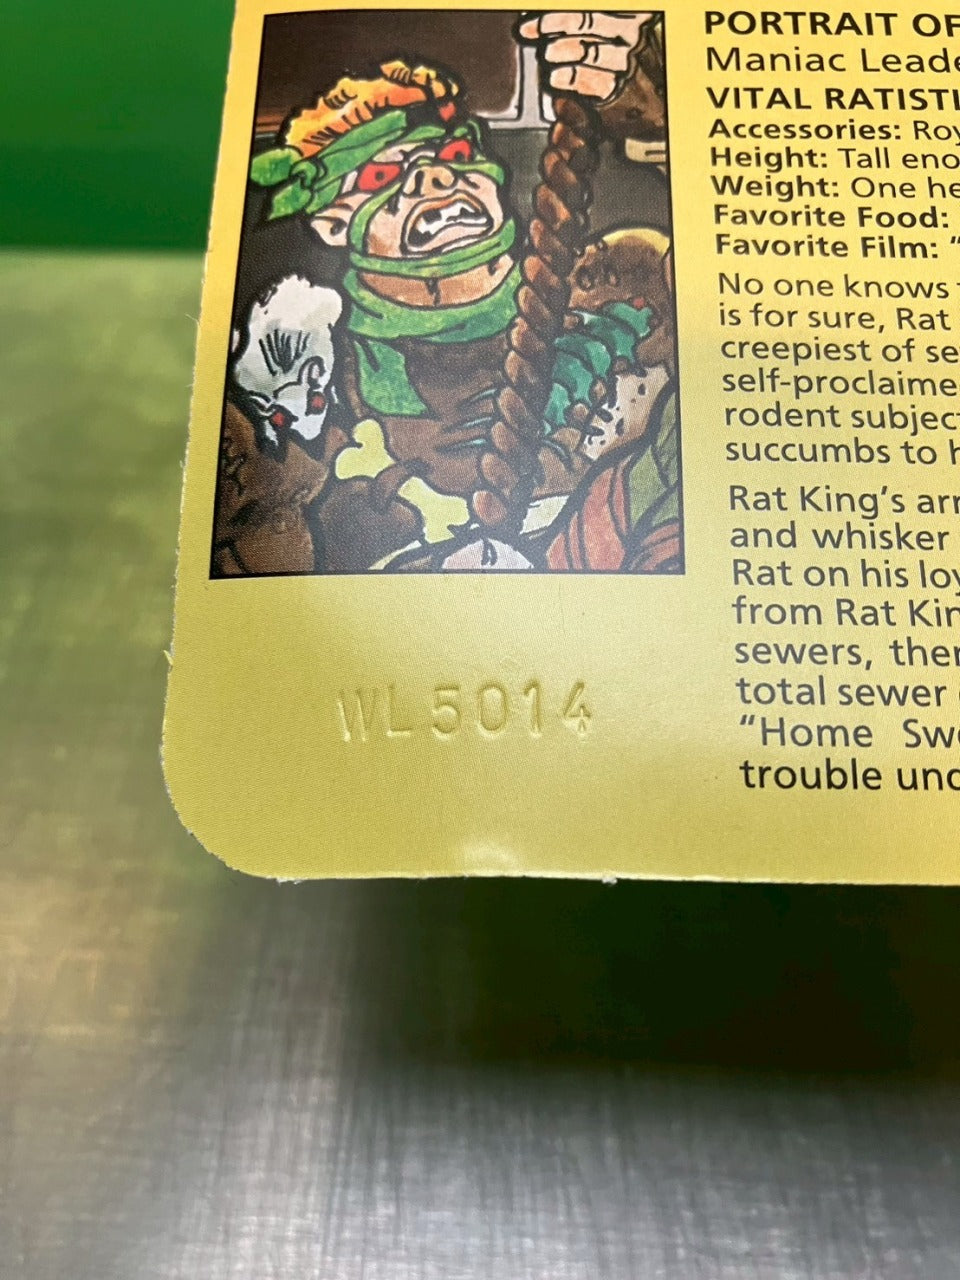 PORTRAIT OF
Maniac Leade
VITAL RATISTI
Accessories: Roy
Height: Tall eno
Weight: One he
Favorite Food:
Favorite Film: "
No one knows
is for sure, Rat
creepiest of se
self-proclaime
rodent subject
succumbs to h
Rat King's arr
and whisker
Rat on his loy
from Rat Kin
sewers, ther
total sewer
"Home Swe
trouble und
WL5014